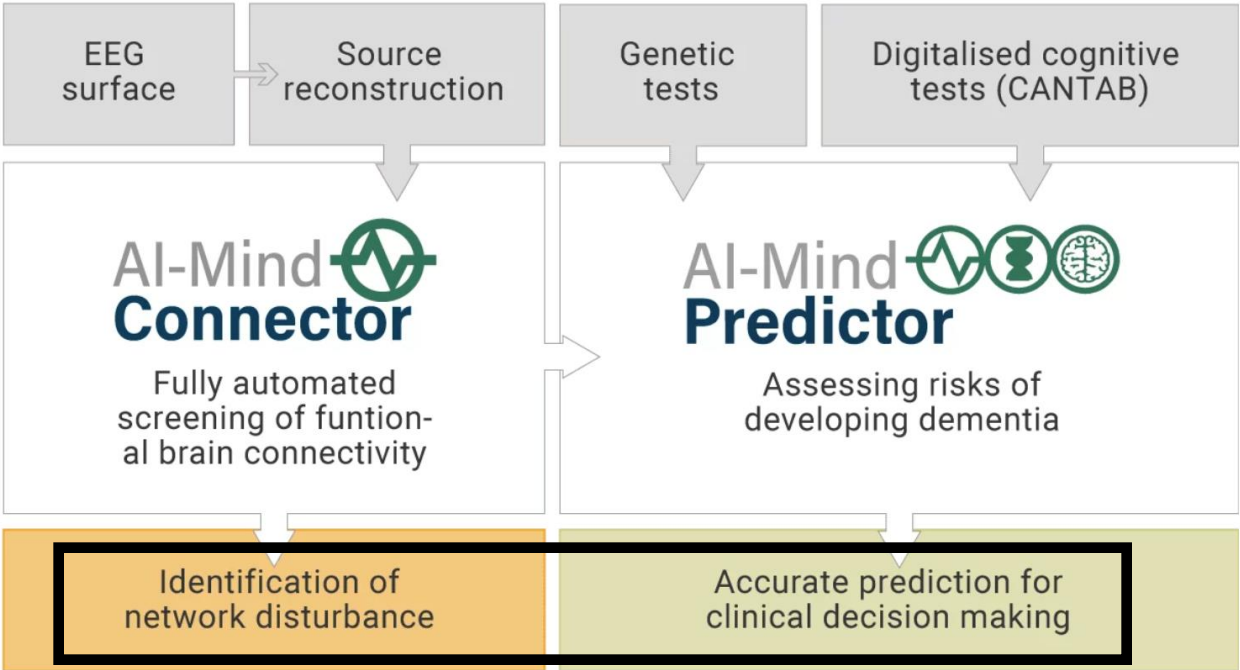 EEG
surface
Source
reconstruction
Genetic
tests
Digitalised cognitive
tests (CANTAB)
AI-Mind
Connector
Fully automated
screening of funtion-
al brain connectivity
AI-Mind
Predictor
Assessing risks of
developing dementia
Identification of
network disturbance
Accurate prediction for
clinical decision making